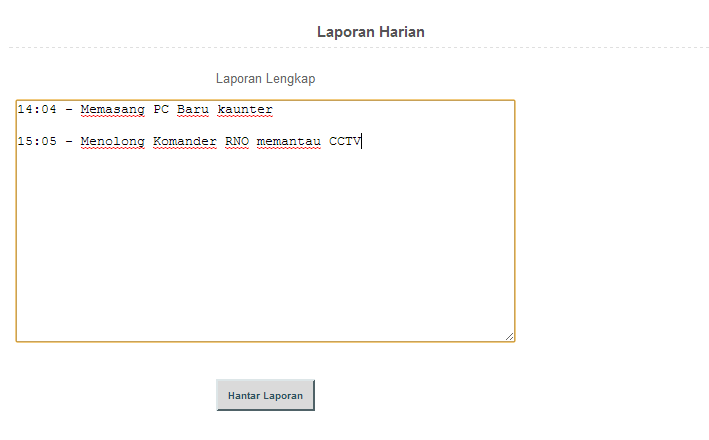 Laporan Harian
Laporan Lengkap
14:04 - Memasang PC Baru kaunter
15:05 - Menolong Komander RNO memantau CCTV
Hantar Laporan